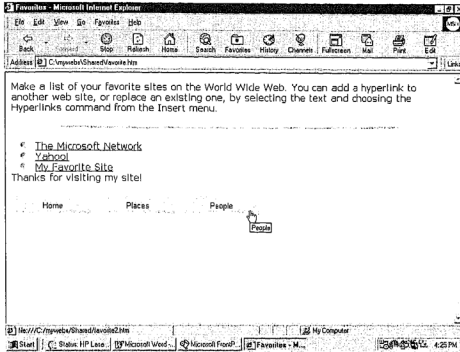 Favorites - Microsoft Internet Explorer
File Edit View Go Favorites Help
Back Forward Stop Refresh Home Search Favorites History Channels Fullscreen Mail Print Edit
Address C:\mywebs\Shared\favorite.htm Links
Make a list of your favorite sites on the World Wide Web. You can add a hyperlink to
another web site, or replace an existing one, by selecting the text and choosing the
Hyperlinks command from the Insert menu.
The Microsoft Network
Yahoo!
My Favorite Site
Thanks for visiting my site!
Home Places People
People
file:///C:/mywebs/Shared/favorite2.htm My Computer
Start Status: HP Lase... Microsoft Word -... Microsoft FrontP... Favorites - M... 4:25 PM